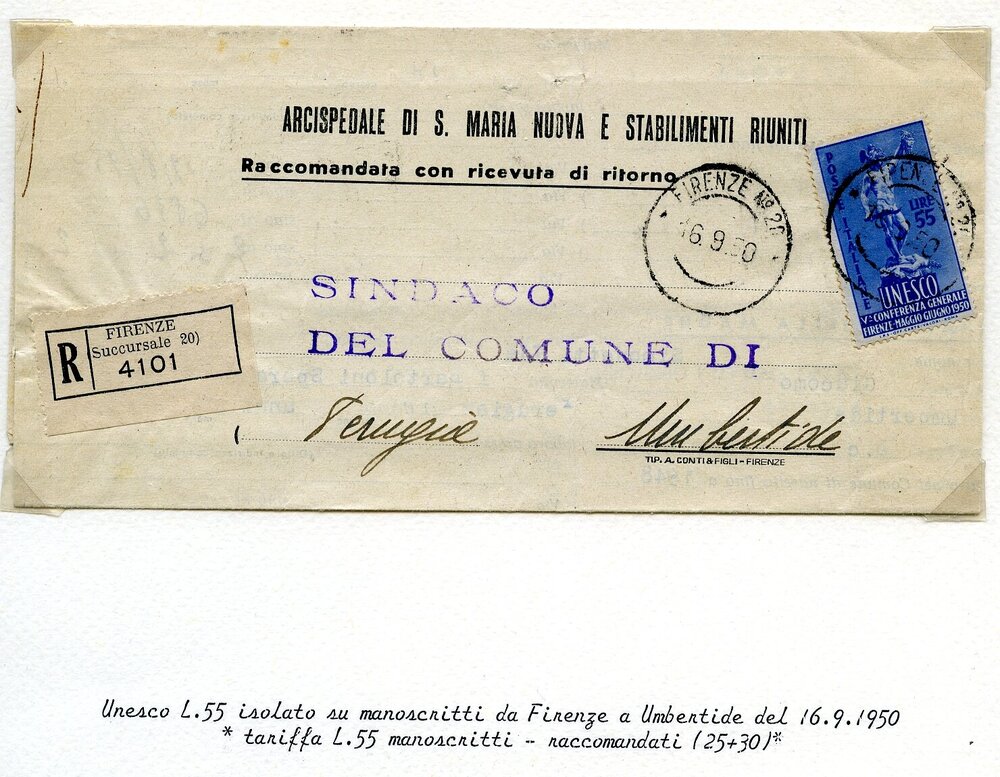 ARCISPEDALE DI S. MARIA NUOVA E STABILIMENTI RIUNITI
Raccomandata con ricevuta di ritorno
FIRENZE No. 20
16.9.50
POSTE ITALIANE
LIRE
55
UNESCO
Vª CONFERENZA GENERALE
FIRENZE-MAGGIO GIUGNO 1950
SINDACO
DEL COMUNE DI
R
FIRENZE
(Succursale 20)
4101
Perugia Umbertide
TIP. A. CONTI & FIGLI - FIRENZE
Unesco L.55 isolato su manoscritti da Firenze a Umbertide del 16.9.1950
* tariffa L.55 manoscritti - raccomandati (25+30)*